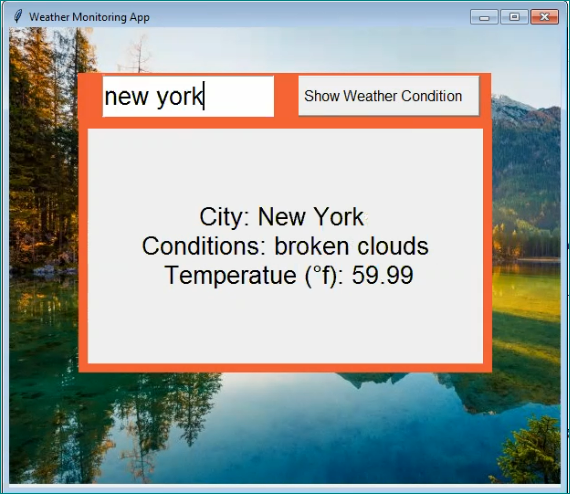 Weather Monitoring App
new york
Show Weather Condition
City: New York
Conditions: broken clouds
Temperatue (°f): 59.99